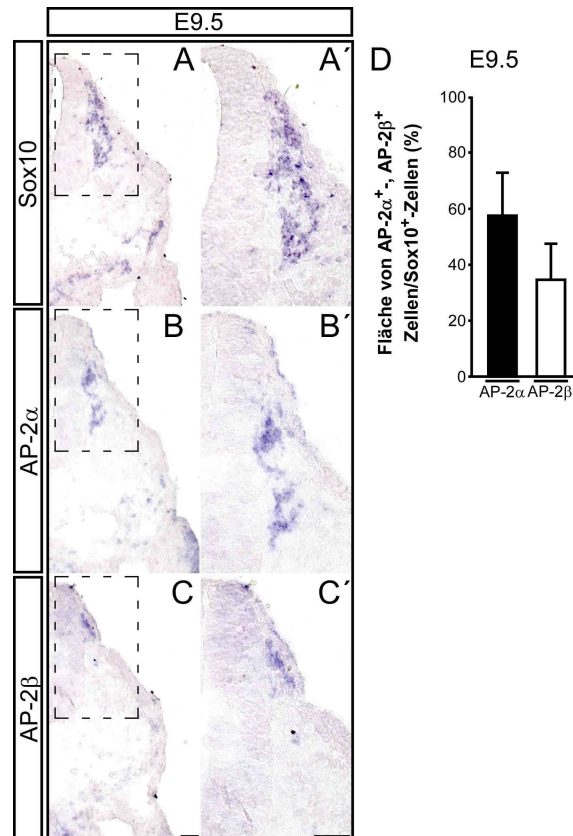 E9.5
Sox10
A
A´
AP-2α
B
B´
AP-2β
C
C´
D
E9.5
Fläche von AP-2α⁺-, AP-2β⁺
Zellen/Sox10⁺-Zellen (%)
100
80
60
40
20
0
AP-2α AP-2β